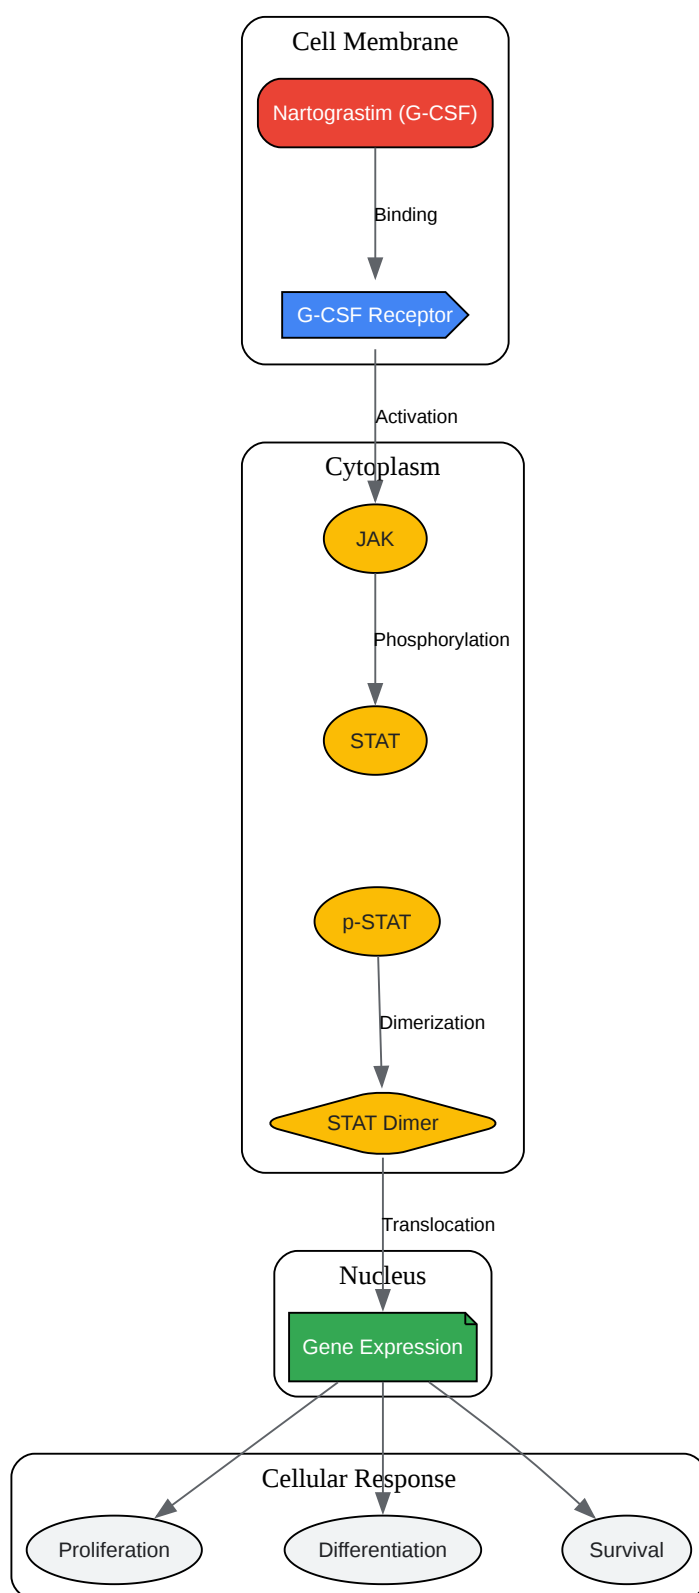 Cell Membrane
Nartograstim (G-CSF)
Binding
G-CSF Receptor
Activation
Cytoplasm
JAK
Phosphorylation
STAT
p-STAT
Dimerization
STAT Dimer
Translocation
Nucleus
Gene Expression
Cellular Response
Proliferation
Differentiation
Survival